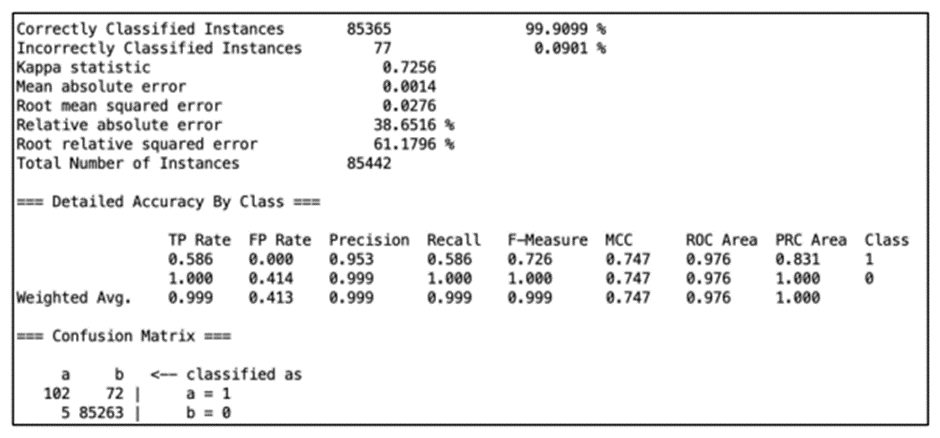 Correctly Classified Instances 85365 99.9099 %
Incorrectly Classified Instances 77 0.0901 %
Kappa statistic 0.7256
Mean absolute error 0.0014
Root mean squared error 0.0276
Relative absolute error 38.6516 %
Root relative squared error 61.1796 %
Total Number of Instances 85442
=== Detailed Accuracy By Class ===
TP Rate FP Rate Precision Recall F-Measure MCC ROC Area PRC Area Class
0.586 0.000 0.953 0.586 0.726 0.747 0.976 0.831 1
1.000 0.414 0.999 1.000 1.000 0.747 0.976 1.000 0
Weighted Avg. 0.999 0.413 0.999 0.999 0.999 0.747 0.976 1.000
=== Confusion Matrix ===
a b <-- classified as
102 72 | a = 1
5 85263 | b = 0